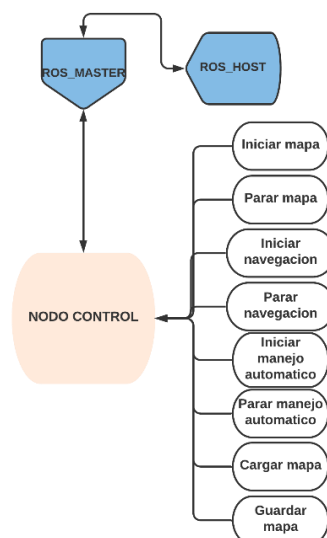 ROS_MASTER
ROS_HOST
Iniciar mapa
Parar mapa
Iniciar
navegacion
Parar
navegacion
NODO CONTROL
Iniciar
manejo
automatico
Parar manejo
automatico
Cargar mapa
Guardar
mapa